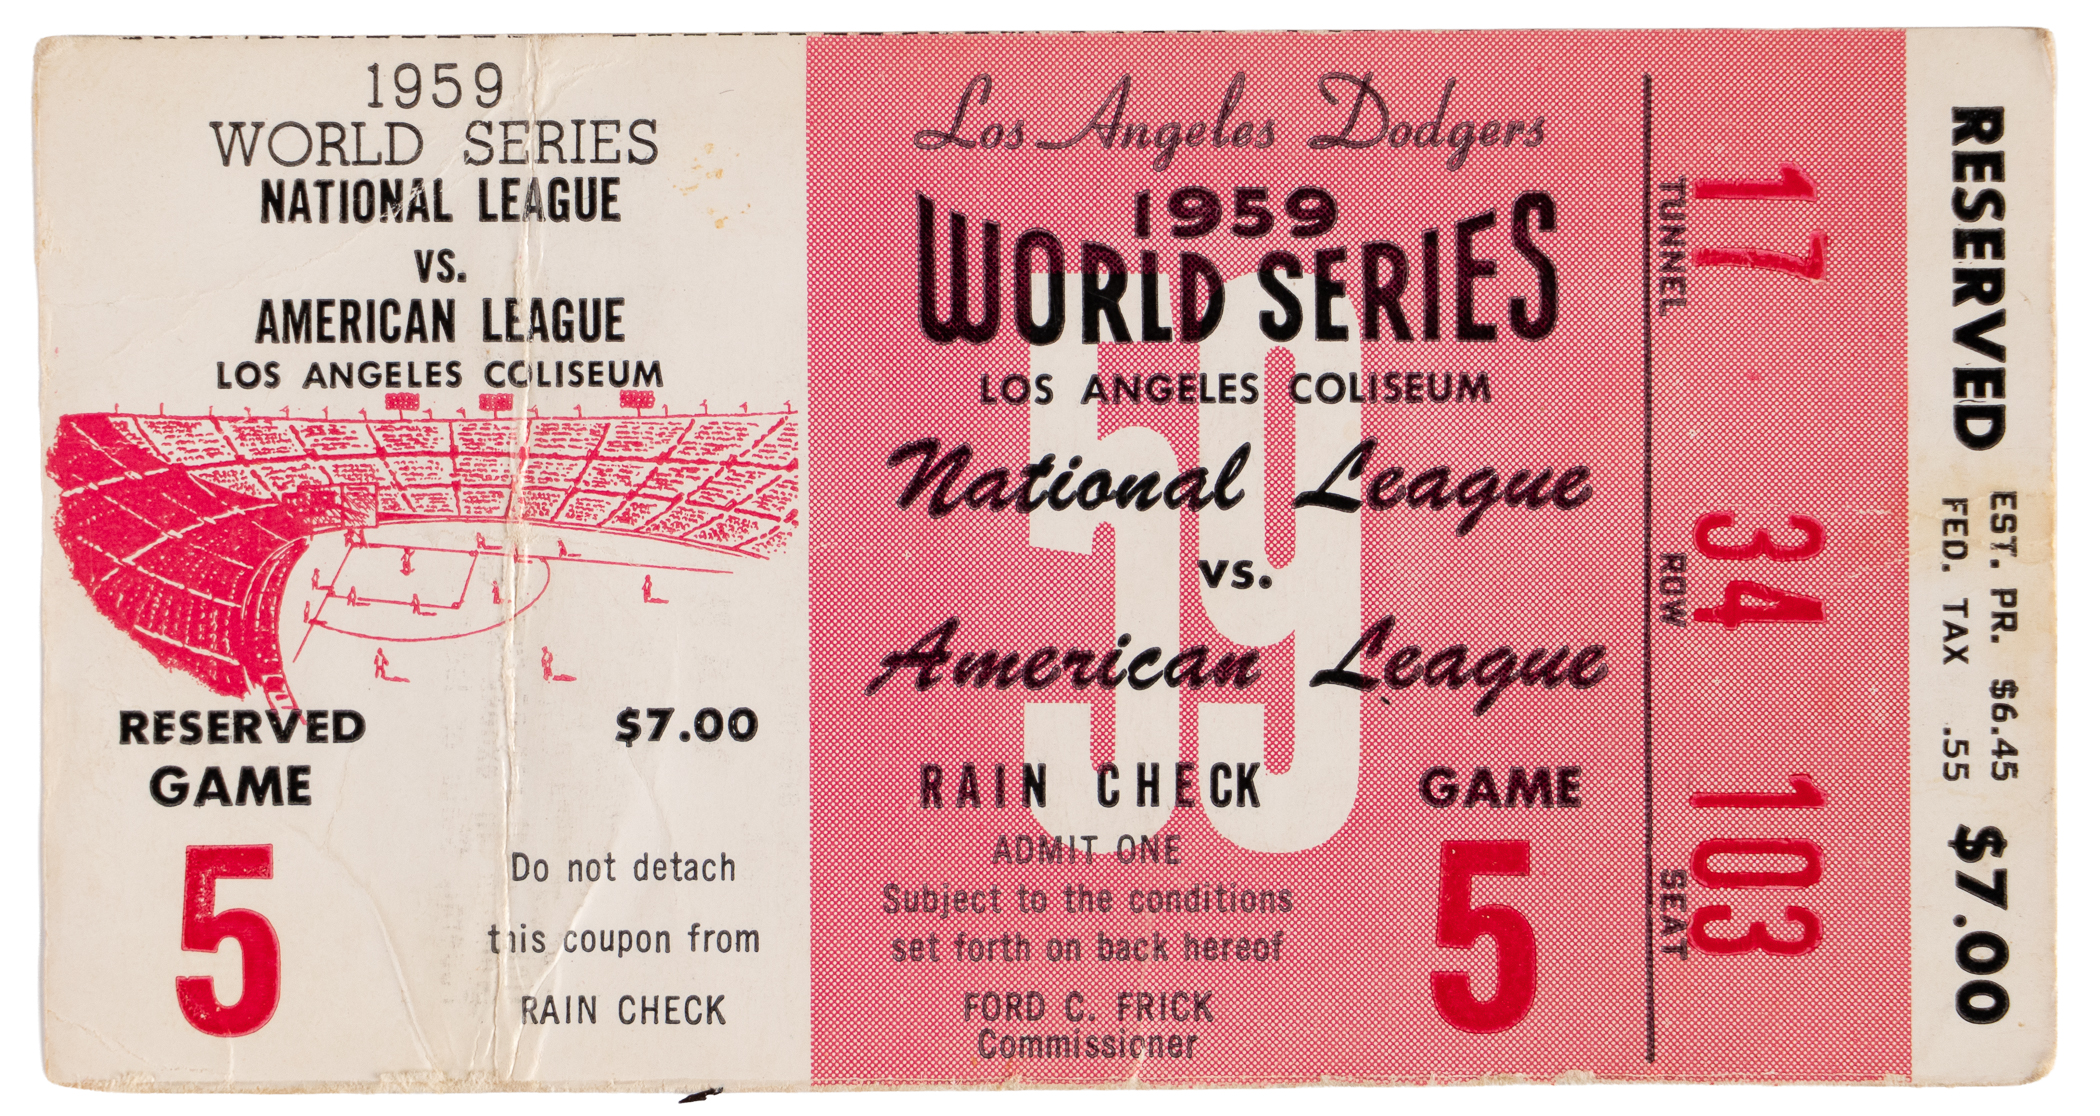 1959
WORLD SERIES
NATIONAL LEAGUE
VS.
AMERICAN LEAGUE
LOS ANGELES COLISEUM
RESERVED
$7.00
GAME
5
Do not detach
this coupon from
RAIN CHECK
Los Angeles Dodgers
1959
WORLD SERIES
59
LOS ANGELES COLISEUM
National League
vs.
American League
RAIN CHECK
GAME
5
ADMIT ONE
Subject to the conditions
set forth on back hereof
FORD C. FRICK
Commissioner
TUNNEL
17
ROW
34
SEAT
103
RESERVED
EST. PR. $6.45
FED. TAX .55
$7.00